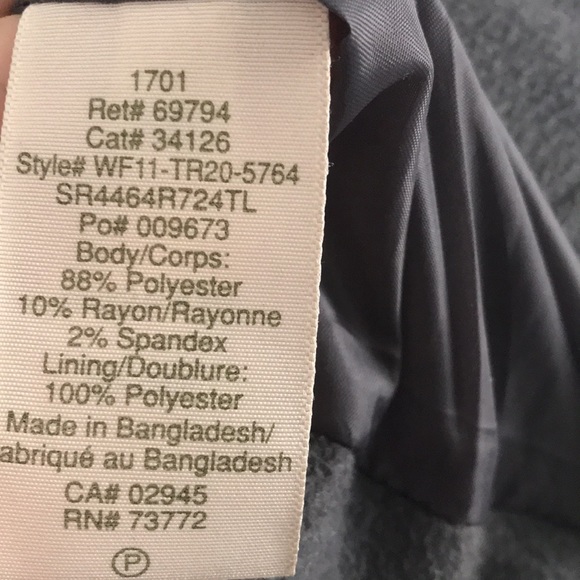 1701
Ret# 69794
Cat# 34126
Style# WF11-TR20-5764
SR4464R724TL
Po# 009673
Body/Corps:
88% Polyester
10% Rayon/Rayonne
2% Spandex
Lining/Doublure:
100% Polyester
Made in Bangladesh/
abriqué au Bangladesh
CA# 02945
RN# 73772
P